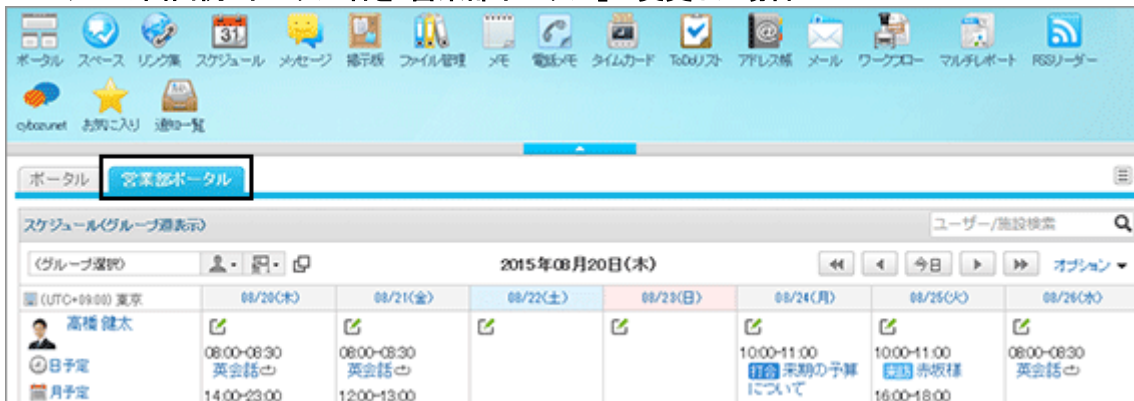 ポータル スペース リンク集 スケジュール メッセージ 掲示板 ファイル管理 メモ 電話メモ タイムカード ToDoリスト アドレス帳 メール ワークフロー マルチレポート RSSリーダー
31
cybozu.net お気に入り 通知一覧
ポータル 営業部ポータル
スケジュール(グループ週表示) ユーザー/施設検索
(グループ選択) 2015年08月20日(木) 今日 オプション
(UTC+09:00) 東京 08/20(木) 08/21(金) 08/22(土) 08/23(日) 08/24(月) 08/25(火) 08/26(水)
高橋 健太
08:00-08:30 08:00-08:30 10:00-11:00 10:00-11:00 08:00-08:30
日予定 英会話 英会話 打合 来期の予算 来訪 赤坂様 英会話
月予定 について
14:00-23:00 12:00-13:00 16:00-18:00